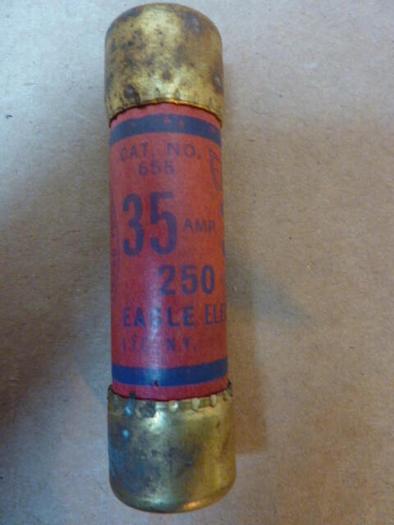 CAT. NO.
655
35 AMP.
250
EAGLE ELE
N.Y.